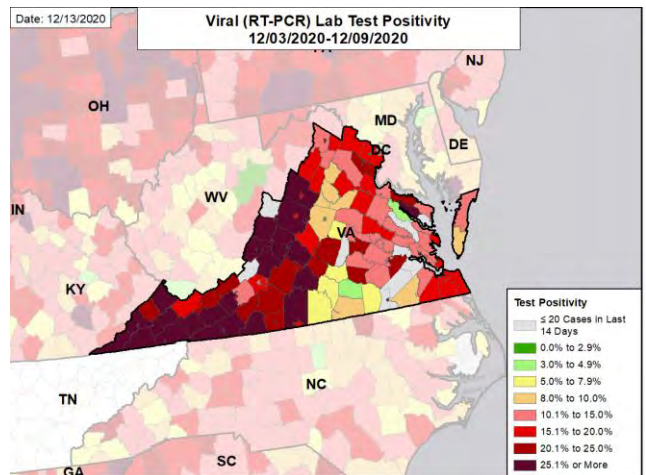 Date: 12/13/2020
Viral (RT-PCR) Lab Test Positivity
12/03/2020-12/09/2020
NJ
OH
MD
DC
DE
WV
IN
VA
KY
Test Positivity
≤ 20 Cases in Last
14 Days
0.0% to 2.9%
3.0% to 4.9%
5.0% to 7.9%
8.0% to 10.0%
10.1% to 15.0%
15.1% to 20.0%
20.1% to 25.0%
25.1% or More
TN
NC
SC
GA